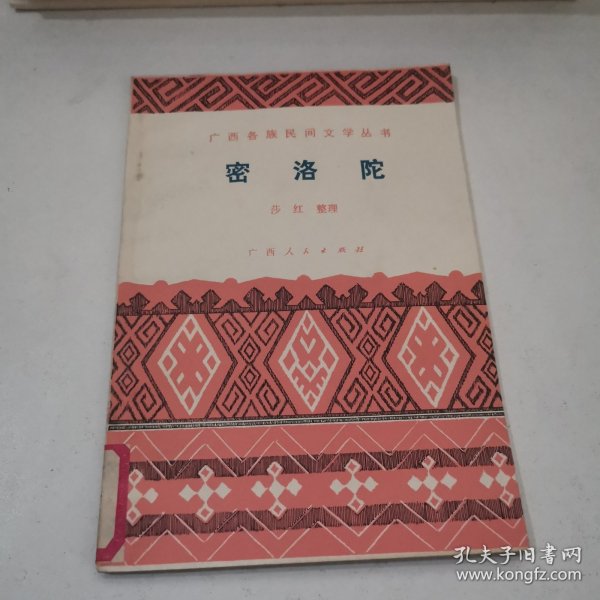 广西各族民间文学丛书
密洛陀
莎红 整理
广西人民出版社
孔夫子旧书网
www.kongfz.com